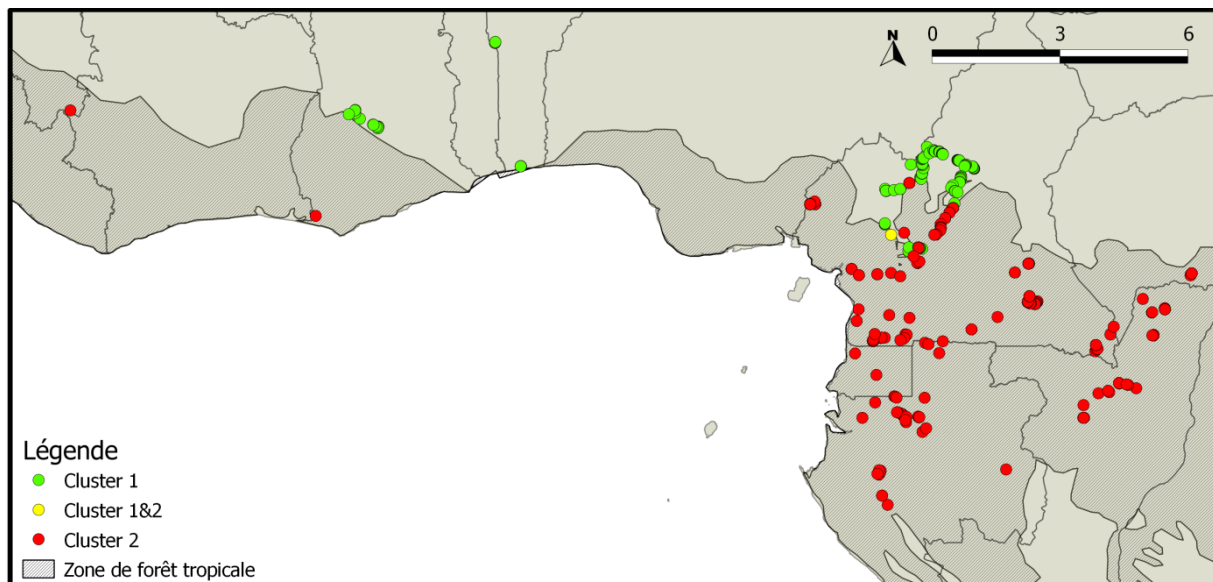 N
0 3 6
Légende
Cluster 1
Cluster 1&2
Cluster 2
Zone de forêt tropicale